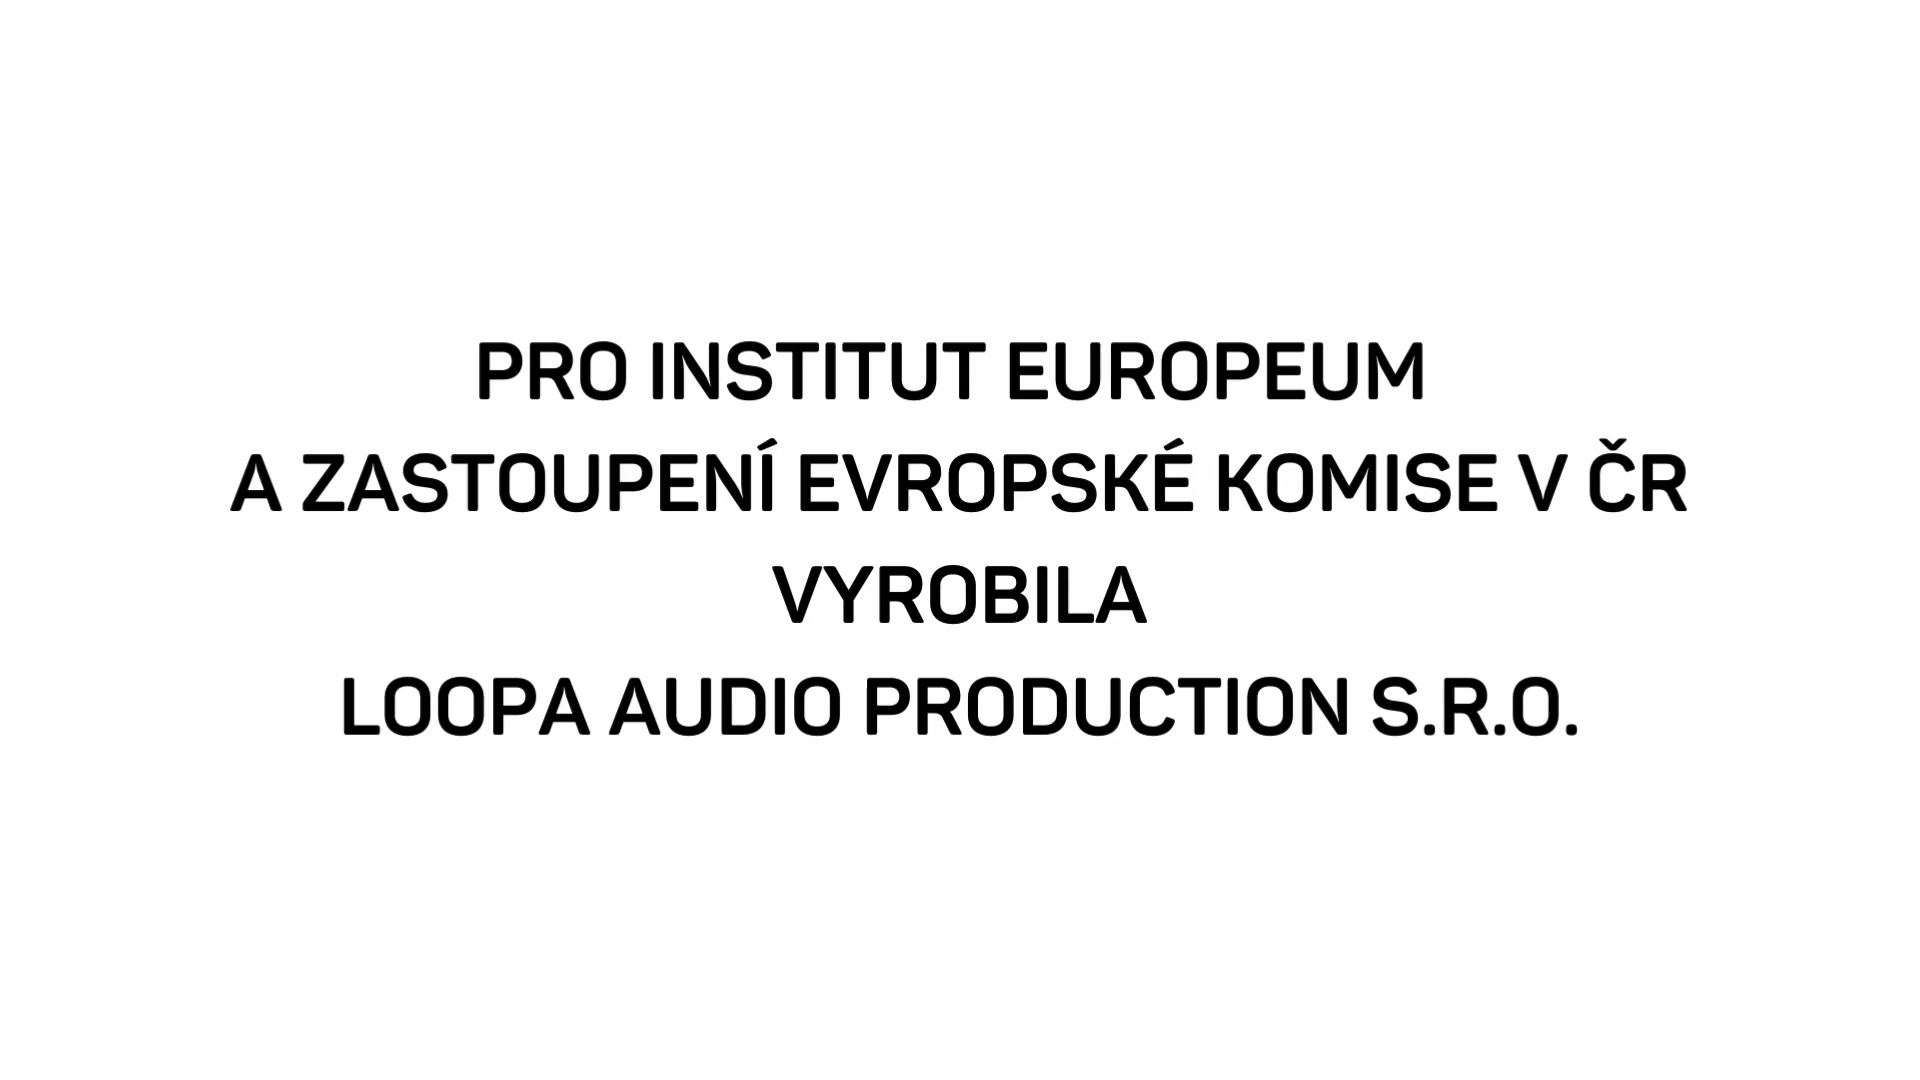 PRO INSTITUT EUROPEUM
A ZASTOUPENÍ EVROPSKÉ KOMISE V ČR
VYROBILA
LOOPA AUDIO PRODUCTION S.R.O.